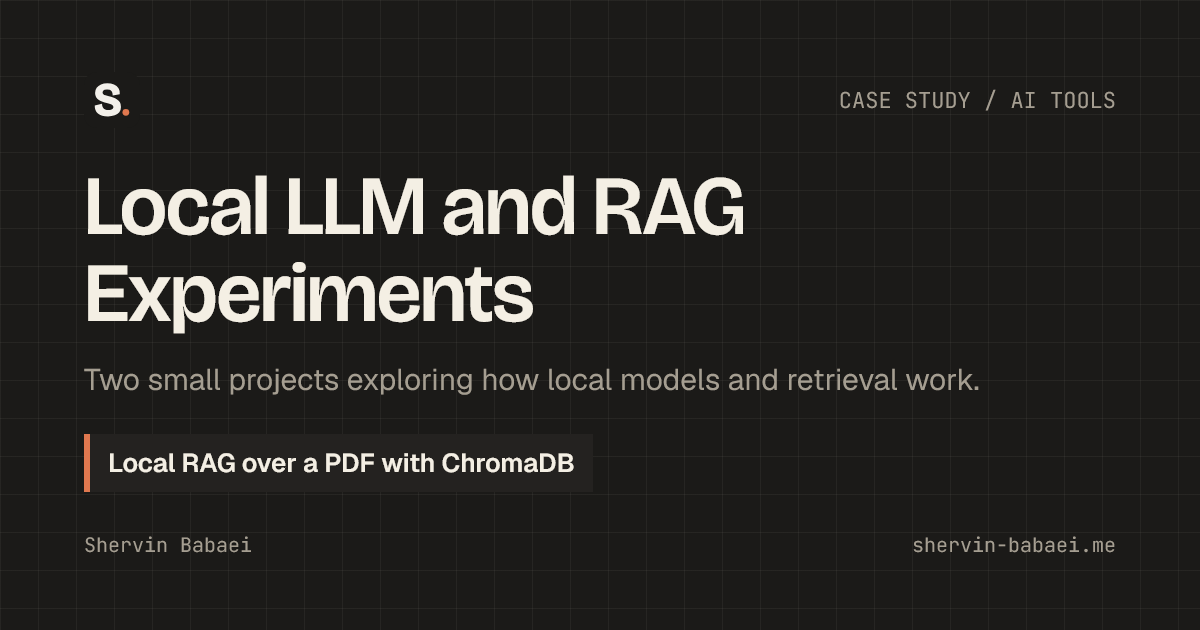 S.
CASE STUDY / AI TOOLS
Local LLM and RAG
Experiments
Two small projects exploring how local models and retrieval work.
Local RAG over a PDF with ChromaDB
Shervin Babaei
shervin-babaei.me